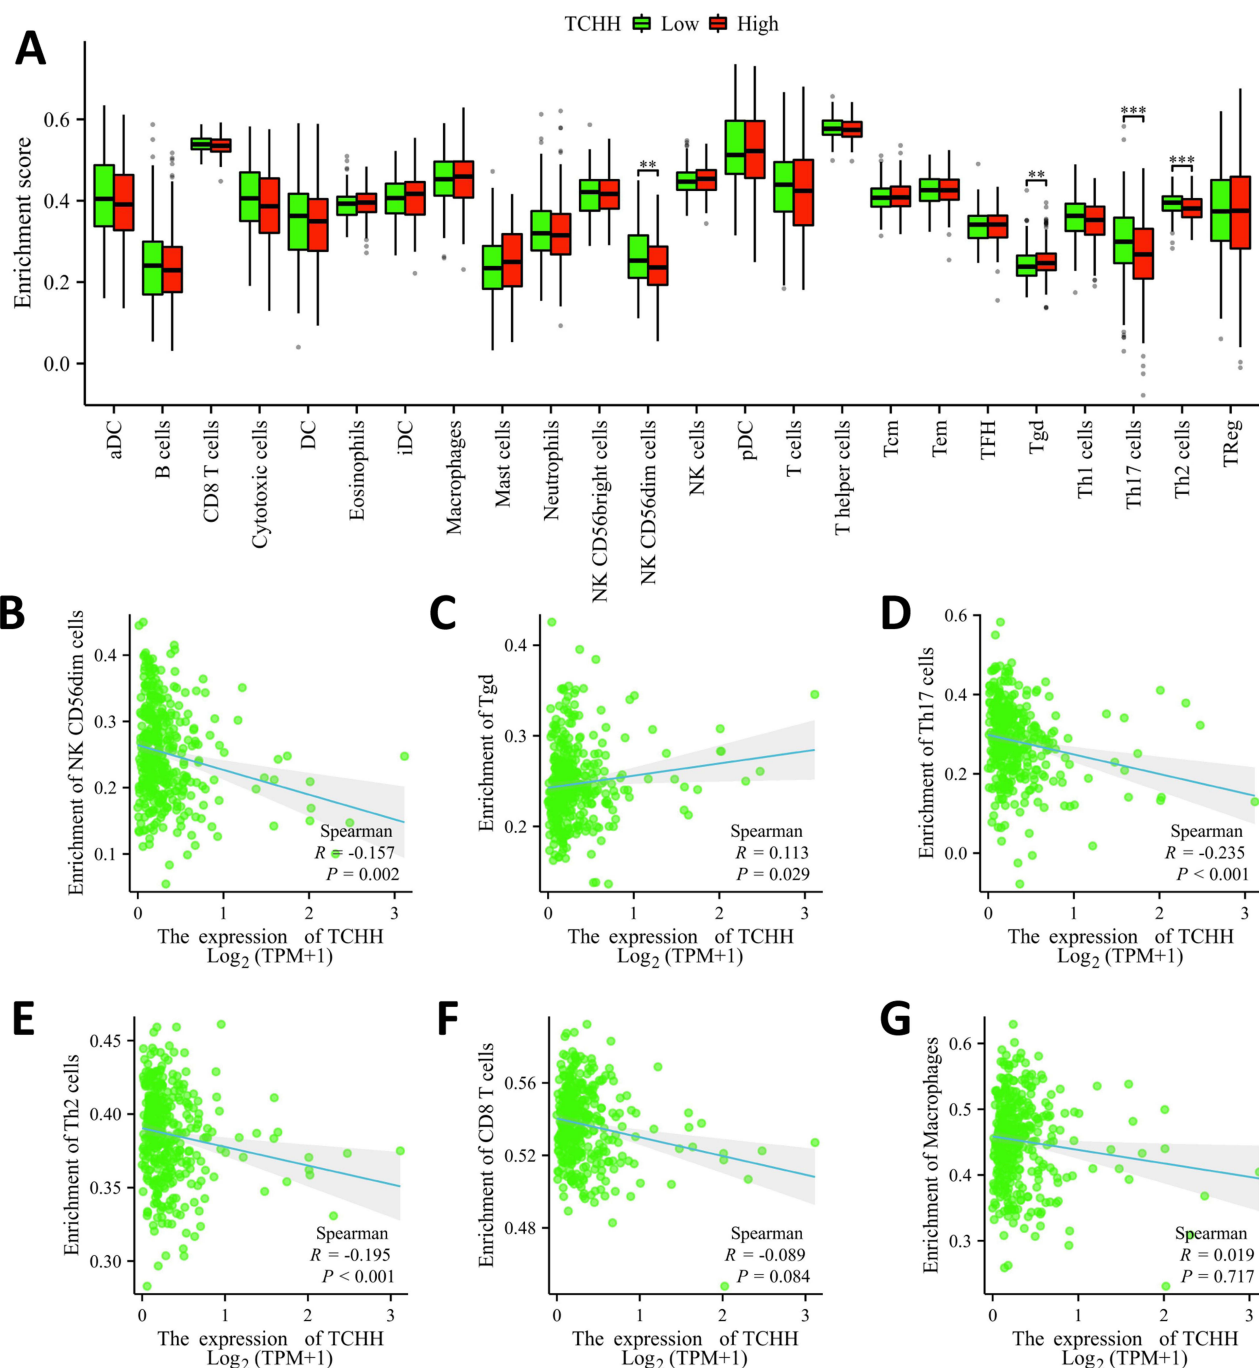 A
TCHH Low High
Enrichment score
0.6
0.4
0.2
0.0
** ** *** ***
aDC
B cells
CD8 T cells
Cytotoxic cells
DC
Eosinophils
iDC
Macrophages
Mast cells
Neutrophils
NK CD56bright cells
NK CD56dim cells
NK cells
pDC
T cells
T helper cells
Tcm
Tem
TFH
Tgd
Th1 cells
Th17 cells
Th2 cells
TReg
B
Enrichment of NK CD56dim cells
0.4
0.3
0.2
0.1
Spearman
R = -0.157
P = 0.002
0 1 2 3
The expression of TCHH
Log2 (TPM+1)
C
Enrichment of Tgd
0.4
0.3
0.2
Spearman
R = 0.113
P = 0.029
0 1 2 3
The expression of TCHH
Log2 (TPM+1)
D
Enrichment of Th17 cells
0.6
0.4
0.2
0.0
Spearman
R = -0.235
P < 0.001
0 1 2 3
The expression of TCHH
Log2 (TPM+1)
E
Enrichment of Th2 cells
0.45
0.40
0.35
0.30
Spearman
R = -0.195
P < 0.001
0 1 2 3
The expression of TCHH
Log2 (TPM+1)
F
Enrichment of CD8 T cells
0.56
0.52
0.48
Spearman
R = -0.089
P = 0.084
0 1 2 3
The expression of TCHH
Log2 (TPM+1)
G
Enrichment of Macrophages
0.6
0.5
0.4
0.3
Spearman
R = 0.019
P = 0.717
0 1 2 3
The expression of TCHH
Log2 (TPM+1)